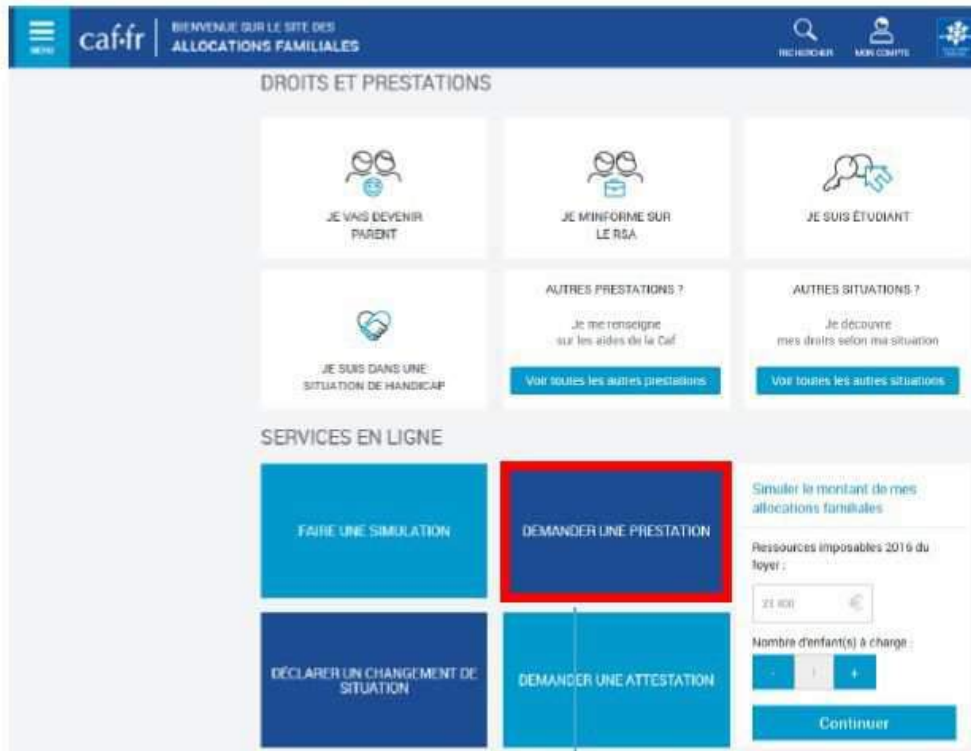 MENU
caf.fr
BIENVENUE SUR LE SITE DES
ALLOCATIONS FAMILIALES
RECHERCHER
MON COMPTE
DROITS ET PRESTATIONS
JE VAIS DEVENIR
PARENT
JE M'INFORME SUR
LE RSA
JE SUIS ÉTUDIANT
JE SUIS DANS UNE
SITUATION DE HANDICAP
AUTRES PRESTATIONS ?
Je me renseigne
sur les aides de la Caf
Voir toutes les autres prestations
AUTRES SITUATIONS ?
Je découvre
mes droits selon ma situation
Voir toutes les autres situations
SERVICES EN LIGNE
FAIRE UNE SIMULATION
DEMANDER UNE PRESTATION
Simuler le montant de mes
allocations familiales
Ressources imposables 2016 du
foyer :
€
Nombre d'enfant(s) à charge :
- 1 +
Continuer
DÉCLARER UN CHANGEMENT DE
SITUATION
DEMANDER UNE ATTESTATION